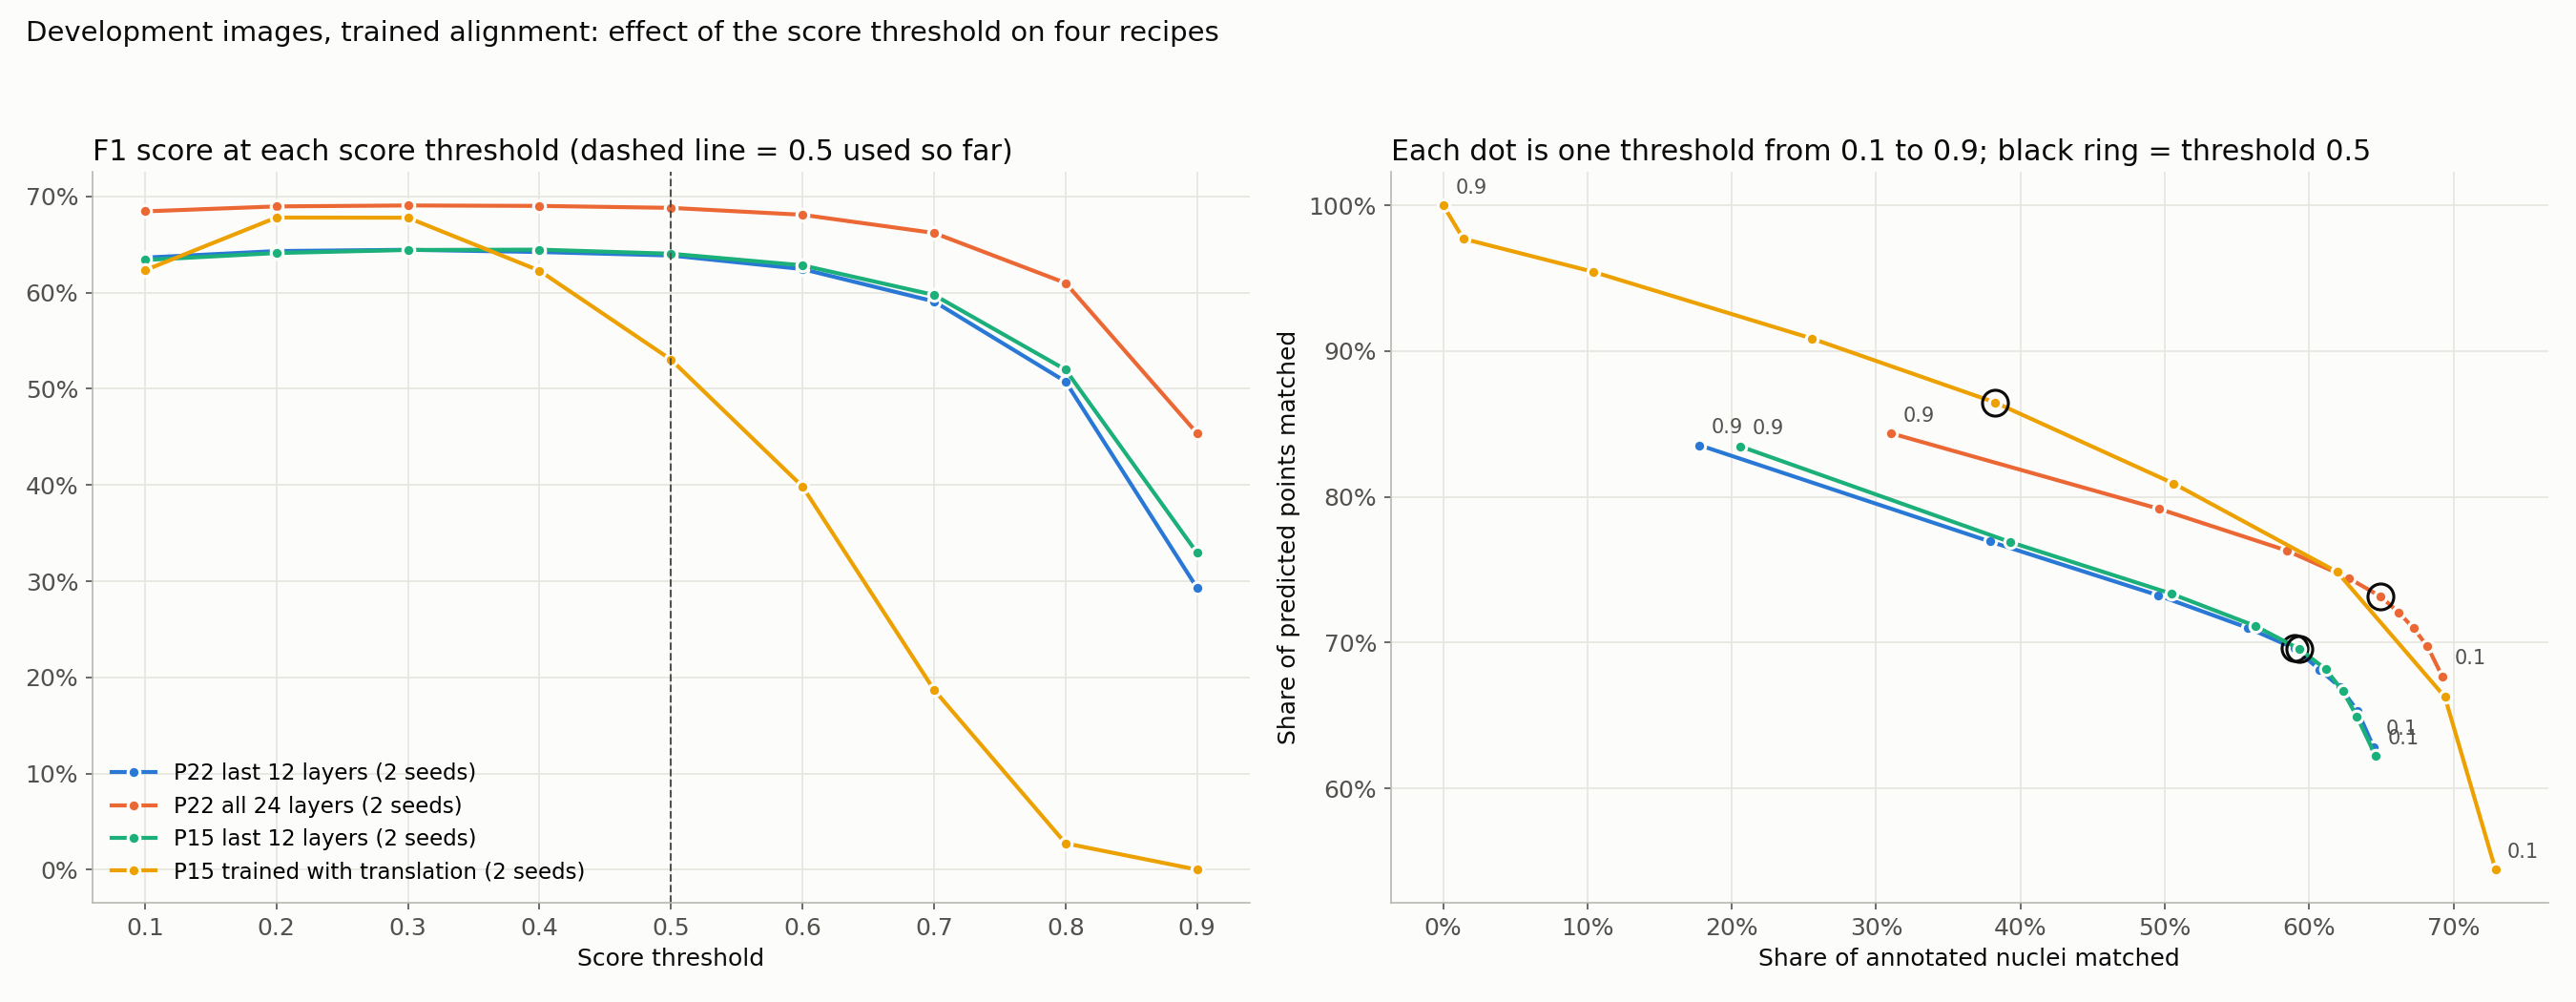 Development images, trained alignment: effect of the score threshold on four recipes
F1 score at each score threshold (dashed line = 0.5 used so far)
70%
60%
50%
40%
30%
20%
10%
0%
P22 last 12 layers (2 seeds)
P22 all 24 layers (2 seeds)
P15 last 12 layers (2 seeds)
P15 trained with translation (2 seeds)
0.1 0.2 0.3 0.4 0.5 0.6 0.7 0.8 0.9
Score threshold
Each dot is one threshold from 0.1 to 0.9; black ring = threshold 0.5
Share of predicted points matched
100%
90%
80%
70%
60%
0.9
0.9
0.9 0.9
0.1
0.1
0.1
0.1
0% 10% 20% 30% 40% 50% 60% 70%
Share of annotated nuclei matched